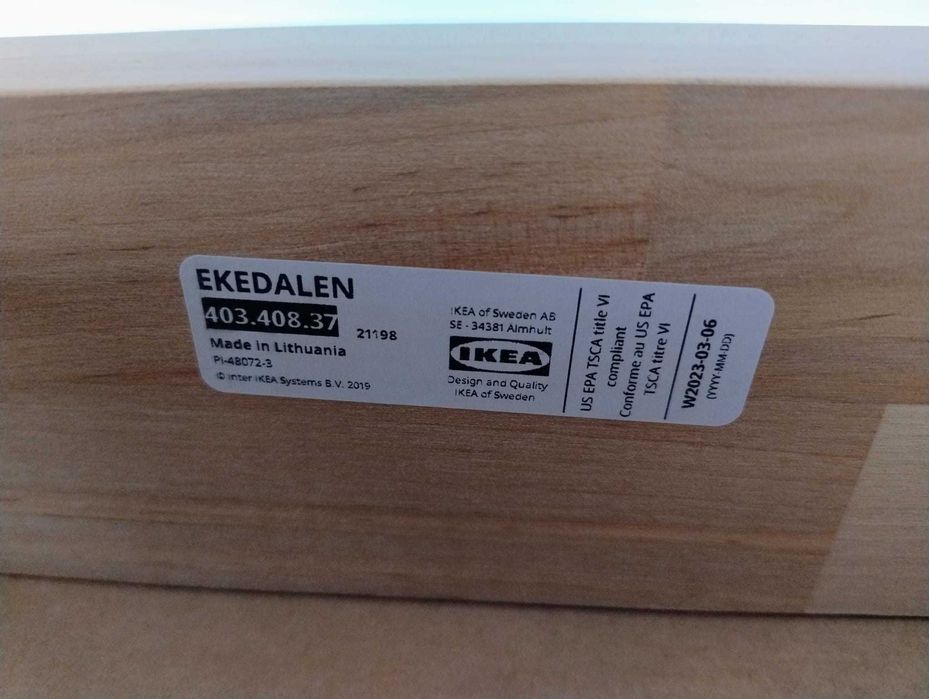 EKEDALEN
403.408.37
21198
Made in Lithuania
PI-48072-3
© Inter IKEA Systems B.V. 2019
IKEA of Sweden AB
SE - 34381 Älmhult
IKEA
Design and Quality
IKEA of Sweden
US EPA TSCA title VI
compliant
Conforme au US EPA
TSCA titre VI
W2023-03-06
(YYYY-MM-DD)